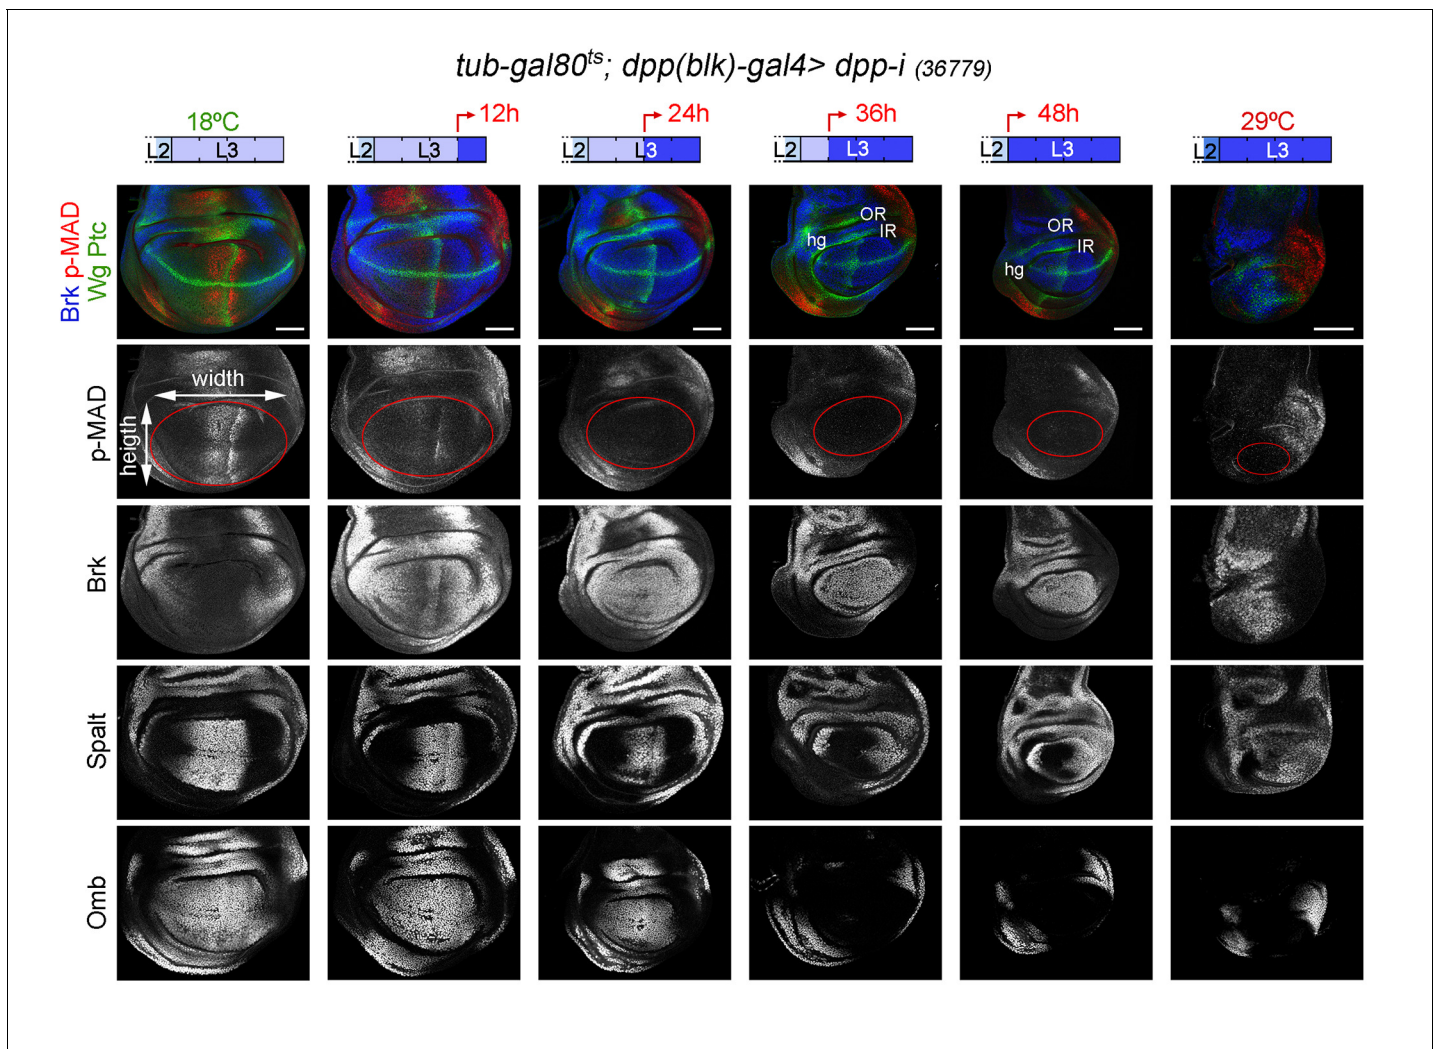 tub-gal80ts; dpp(blk)-gal4> dpp-i (36779)
18ºC 12h 24h 36h 48h 29ºC
L2 L3 L2 L3 L2 L3 L2 L3 L2 L3 L2 L3
Brk p-MAD
Wg Ptc
OR
IR
hg
OR
IR
hg
p-MAD
width
heigth
Brk
Spalt
Omb